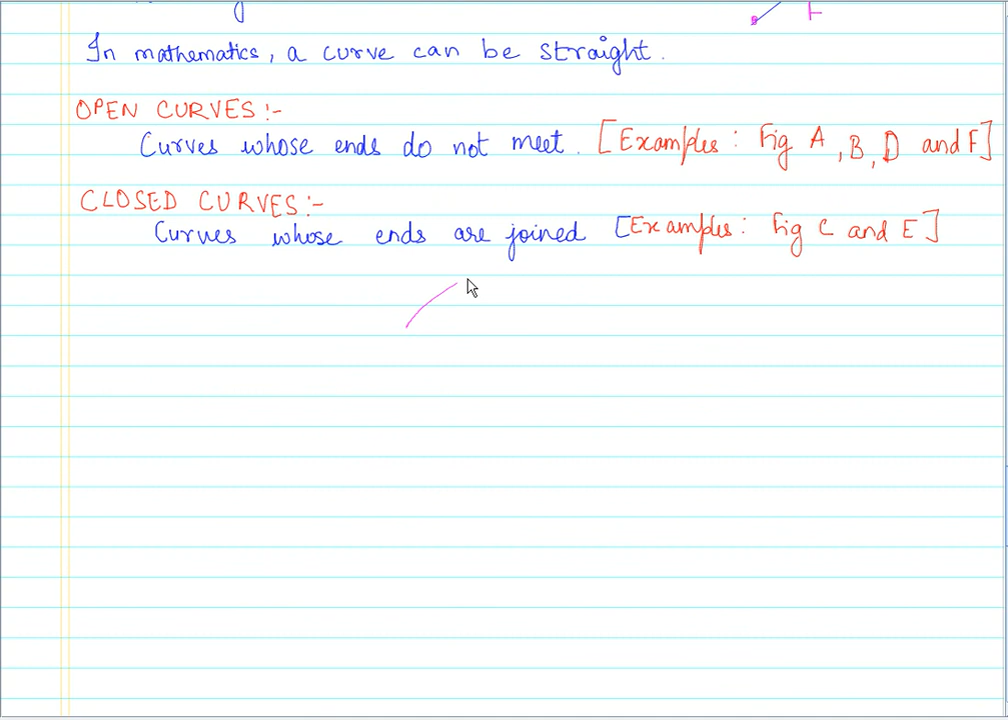 In mathematics, a curve can be straight.
OPEN CURVES :-
Curves whose ends do not meet. [Examples: Fig A, B, D and F]
CLOSED CURVES :-
Curves whose ends are joined [Examples: Fig C and E]